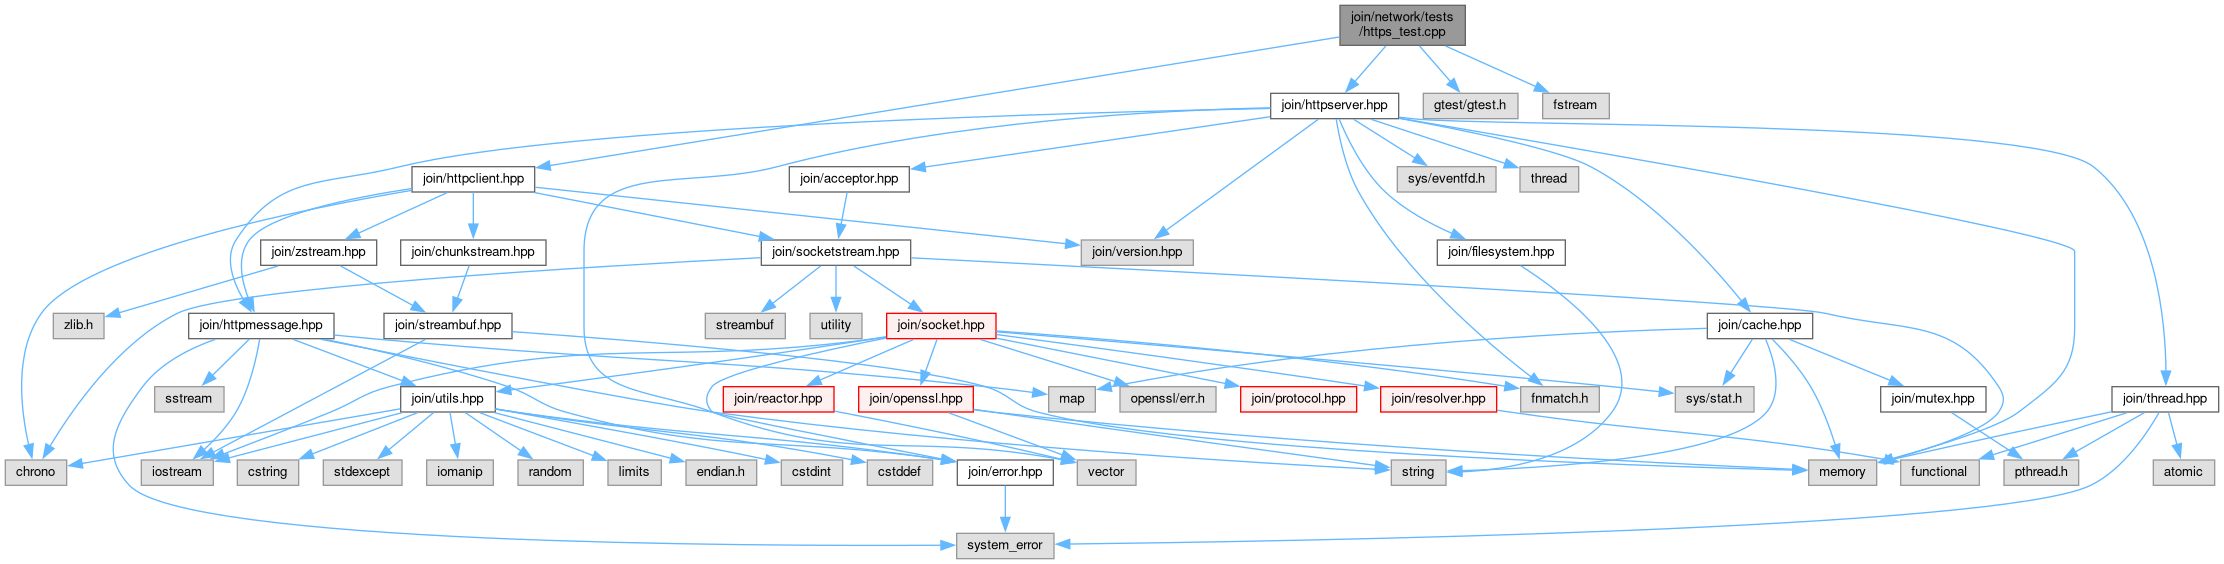 join/network/tests
/https_test.cpp
join/httpserver.hpp
gtest/gtest.h
fstream
join/httpclient.hpp
join/acceptor.hpp
sys/eventfd.h
thread
join/zstream.hpp
join/chunkstream.hpp
join/socketstream.hpp
join/version.hpp
join/filesystem.hpp
zlib.h
join/httpmessage.hpp
join/streambuf.hpp
streambuf
utility
join/socket.hpp
join/cache.hpp
sstream
join/utils.hpp
join/reactor.hpp
join/openssl.hpp
map
openssl/err.h
join/protocol.hpp
join/resolver.hpp
fnmatch.h
sys/stat.h
join/mutex.hpp
join/thread.hpp
chrono
iostream
cstring
stdexcept
iomanip
random
limits
endian.h
cstdint
cstddef
join/error.hpp
vector
string
memory
functional
pthread.h
atomic
system_error